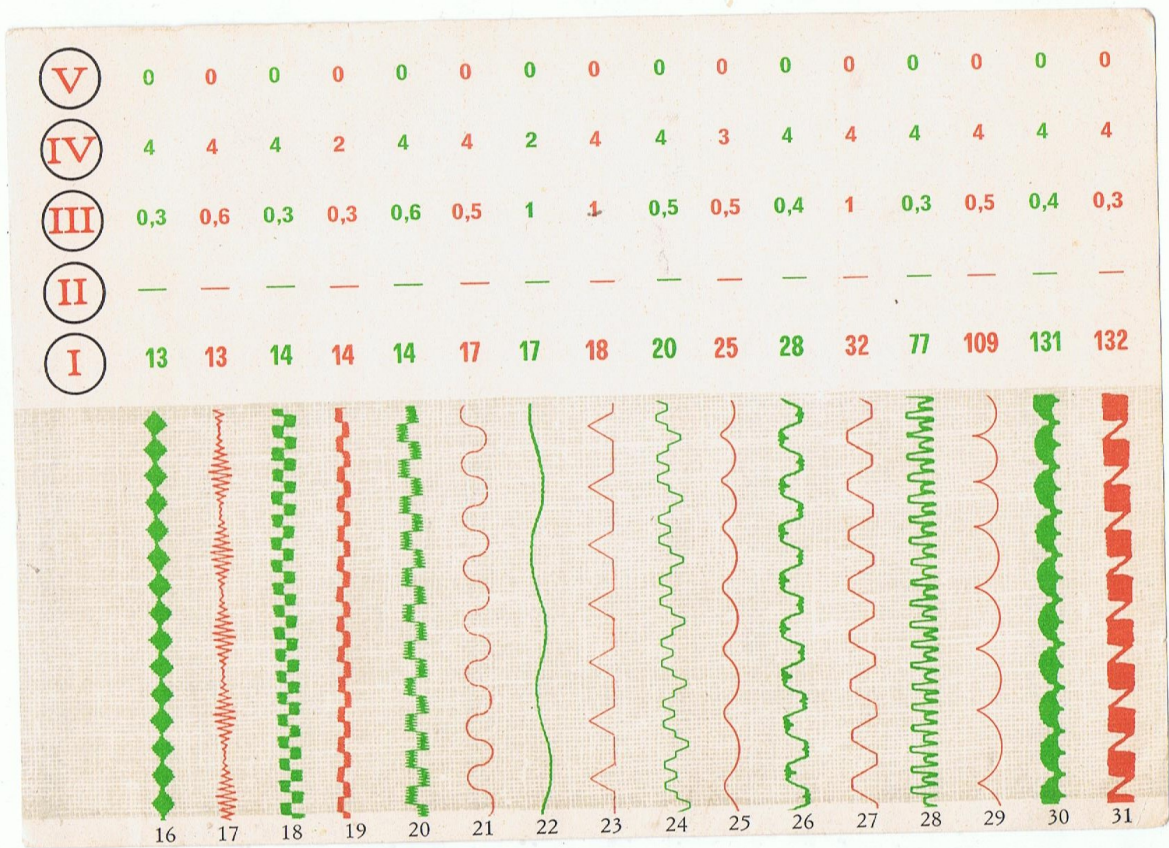 V 0 0 0 0 0 0 0 0 0 0 0 0 0 0 0 0
IV 4 4 4 2 4 4 2 4 4 3 4 4 4 4 4 4
III 0,3 0,6 0,3 0,3 0,6 0,5 1 1 0,5 0,5 0,4 1 0,3 0,5 0,4 0,3
II — — — — — — — — — — — — — — — —
I 13 13 14 14 14 17 17 18 20 25 28 32 77 109 131 132
16 17 18 19 20 21 22 23 24 25 26 27 28 29 30 31